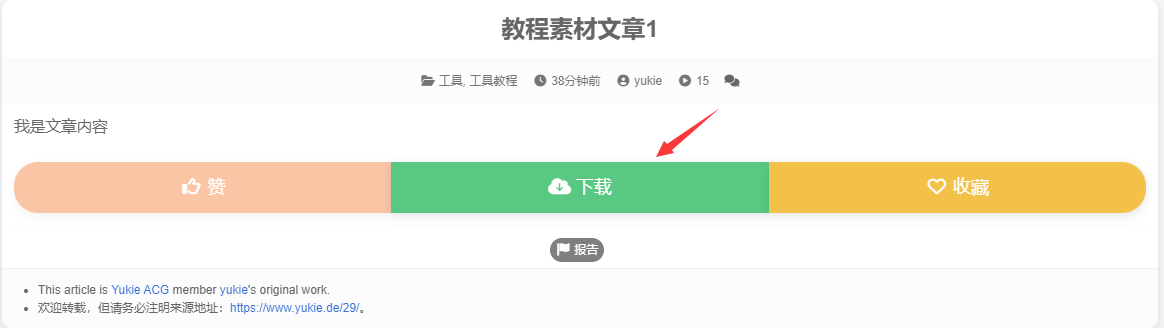 教程素材文章1
工具, 工具教程 38分钟前 yukie 15
我是文章内容
赞 下载 收藏
报告
This article is Yukie ACG member yukie's original work.
欢迎转载，但请务必注明来源地址：https://www.yukie.de/29/。